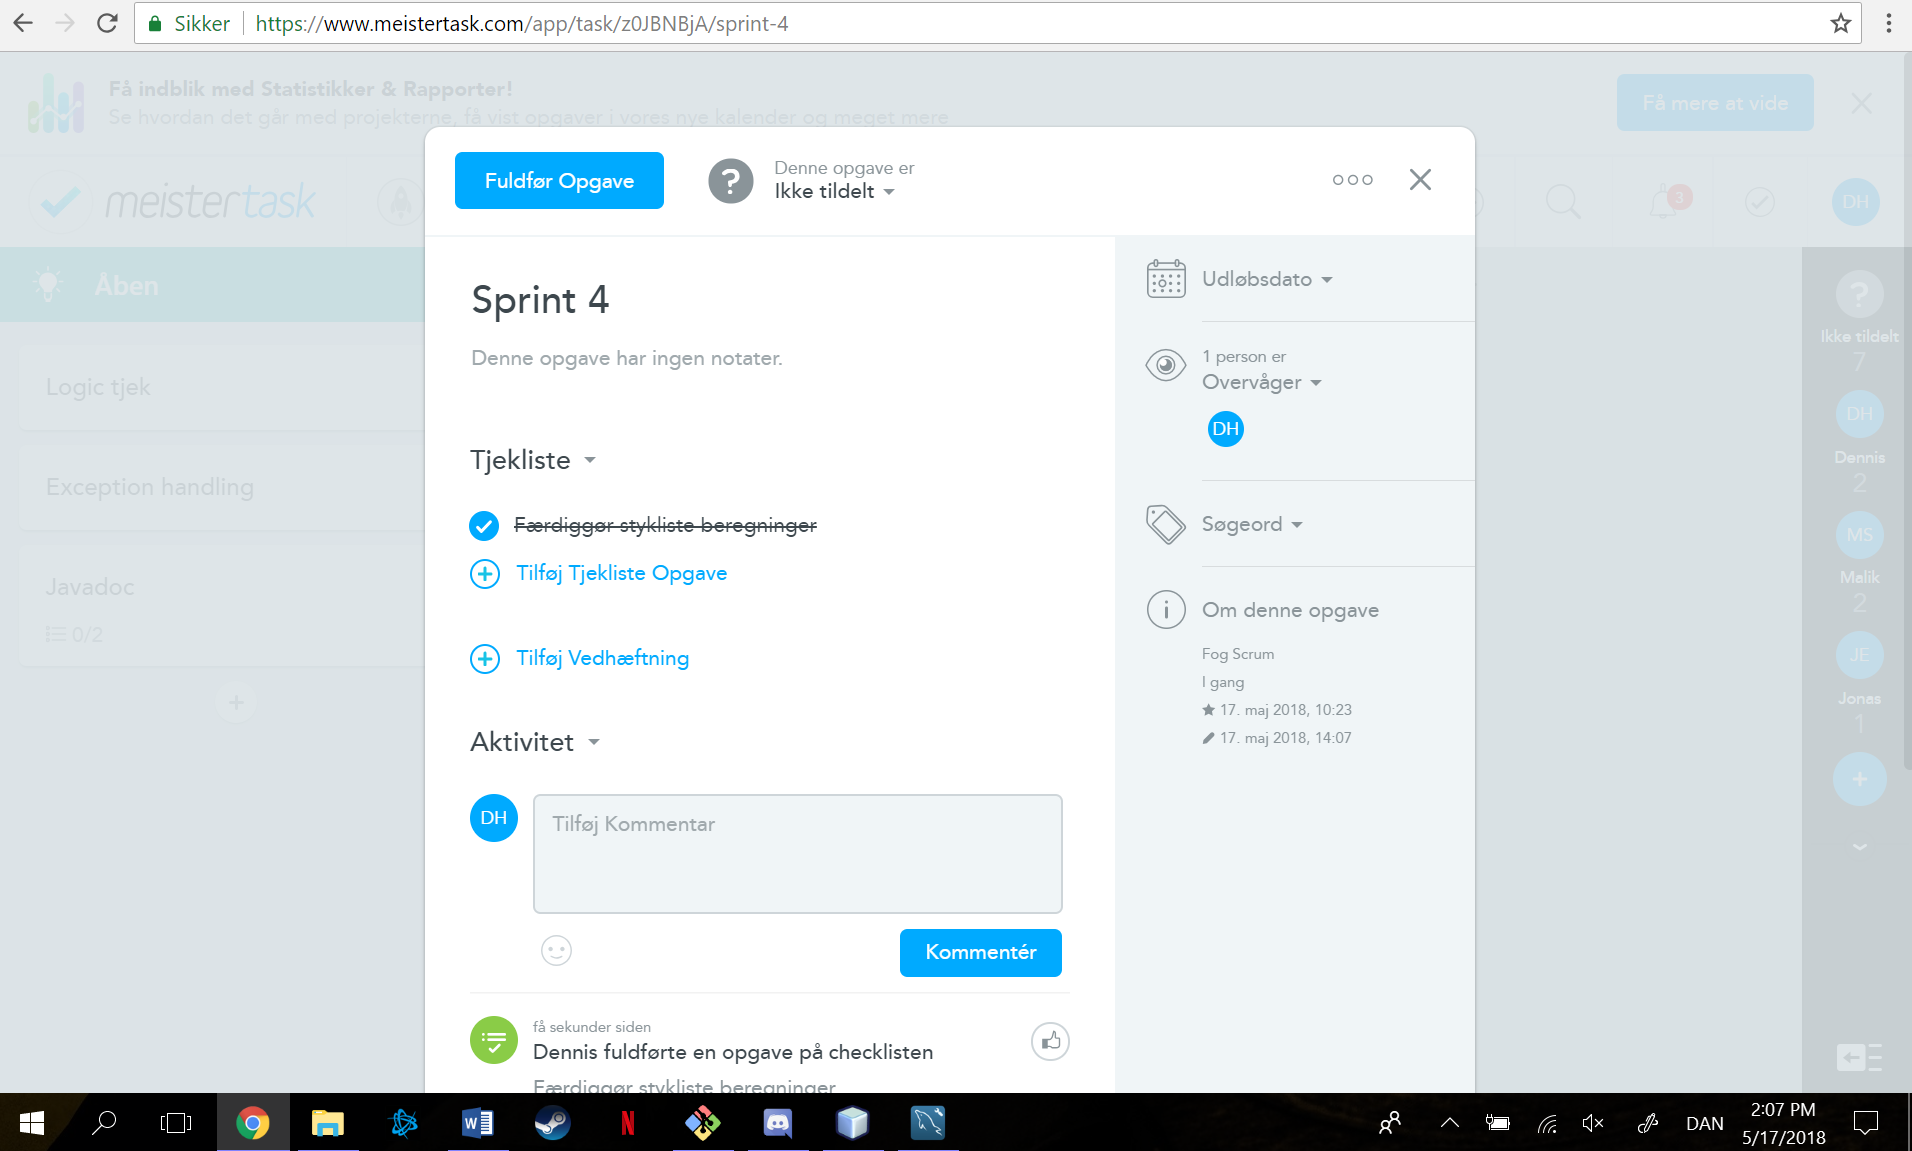 Sikker
https://www.meistertask.com/app/task/z0JBNBjA/sprint-4
Få indblik med Statistikker & Rapporter!
Se hvordan det går med projekterne, få vist opgaver i vores nye kalender og meget mere
Få mere at vide
meistertask
3
DH
Fuldfør Opgave
?
Denne opgave er
Ikke tildelt
Åben
Logic tjek
Exception handling
Javadoc
0/2
Sprint 4
Denne opgave har ingen notater.
Tjekliste
Færdiggør stykliste beregninger
Tilføj Tjekliste Opgave
Tilføj Vedhæftning
Aktivitet
DH
Tilføj Kommentar
Kommentér
få sekunder siden
Dennis fuldførte en opgave på checklisten
Færdiggør stykliste beregninger
Udløbsdato
1 person er
Overvåger
DH
Søgeord
Om denne opgave
Fog Scrum
I gang
17. maj 2018, 10:23
17. maj 2018, 14:07
?
Ikke tildelt
7
DH
Dennis
2
MS
Malik
2
JE
Jonas
1
DAN
2:07 PM
5/17/2018